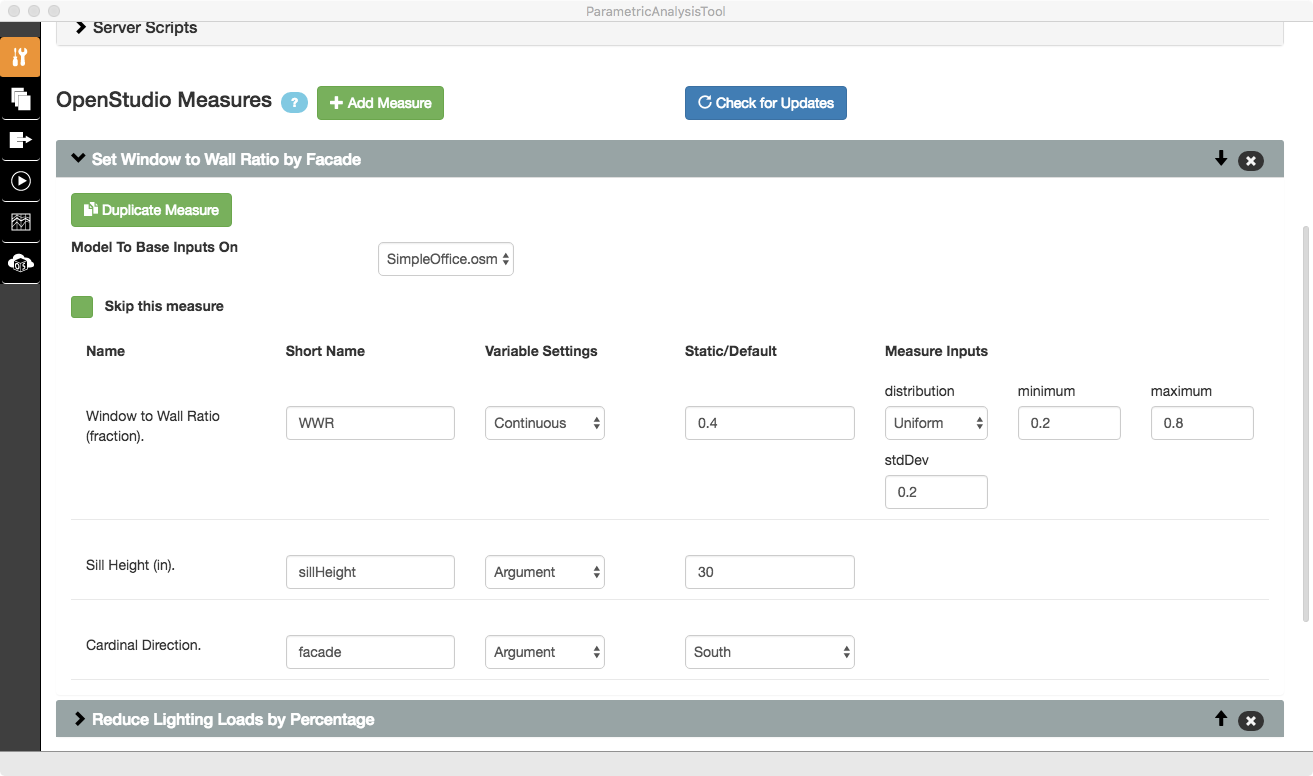 ParametricAnalysisTool
Server Scripts
OpenStudio Measures ? Add Measure Check for Updates
Set Window to Wall Ratio by Facade
Duplicate Measure
Model To Base Inputs On
SimpleOffice.osm
Skip this measure
Name Short Name Variable Settings Static/Default Measure Inputs
distribution minimum maximum
Window to Wall Ratio
(fraction).
WWR Continuous 0.4 Uniform 0.2 0.8
stdDev
0.2
Sill Height (in). sillHeight Argument 30
Cardinal Direction. facade Argument South
Reduce Lighting Loads by Percentage